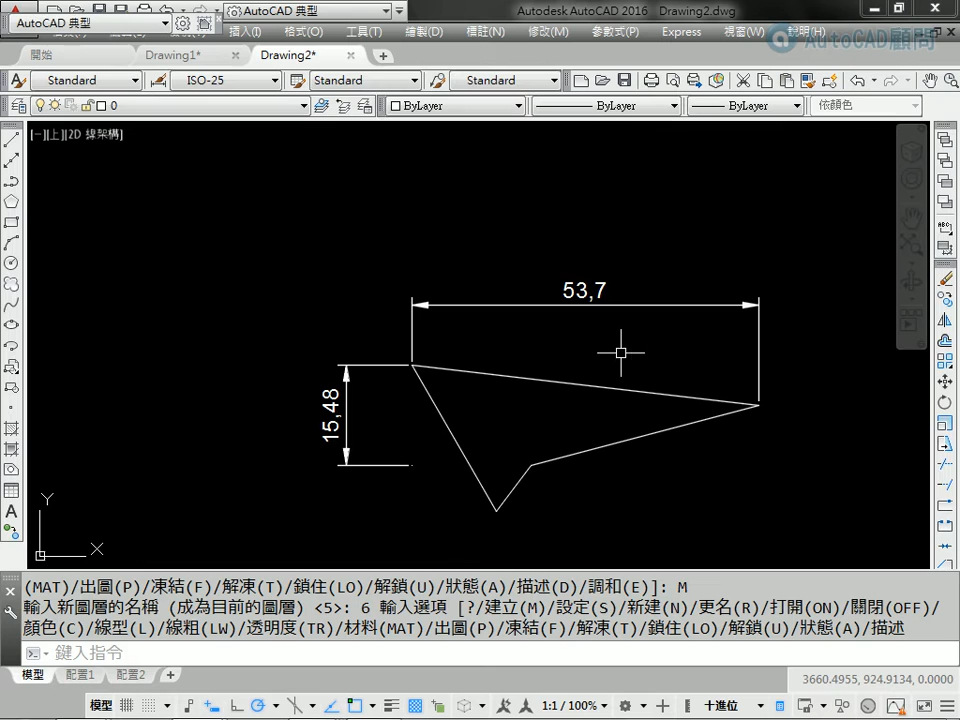 AutoCAD 典型
AutoCAD 典型
Autodesk AutoCAD 2016 Drawing2.dwg
插入(I) 格式(O) 工具(T) 繪製(D) 標註(N) 修改(M) 參數式(P) Express 視窗(W) 說明(H)
AutoCAD顧問
開始 Drawing1* Drawing2*
Standard ISO-25 Standard Standard
0 ByLayer ByLayer ByLayer 依顏色
[−][上][2D 線架構]
53,7
15,48
Y
X
(MAT)/出圖(P)/凍結(F)/解凍(T)/鎖住(LO)/解鎖(U)/狀態(A)/描述(D)/調和(E)]: M
輸入新圖層的名稱 (成為目前的圖層) <5>: 6 輸入選項 [?/建立(M)/設定(S)/新建(N)/更名(R)/打開(ON)/關閉(OFF)/
顏色(C)/線型(L)/線粗(LW)/透明度(TR)/材料(MAT)/出圖(P)/凍結(F)/解凍(T)/鎖住(LO)/解鎖(U)/狀態(A)/描述
鍵入指令
模型 配置1 配置2
3660.4955, 924.9134, 0.0000
模型 1:1 / 100% 十進位